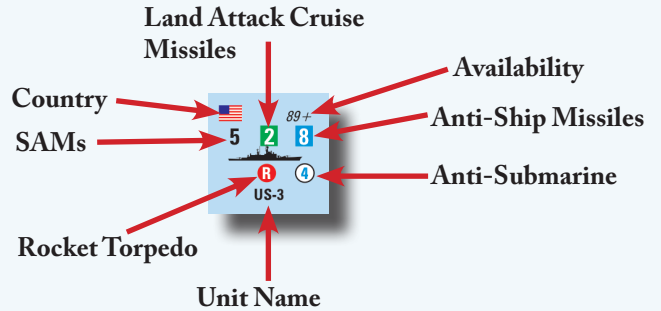 Land Attack Cruise
Missiles
Availability
Country
89+
Anti-Ship Missiles
SAMs
5 2 8
Anti-Submarine
R 4
US-3
Rocket Torpedo
Unit Name